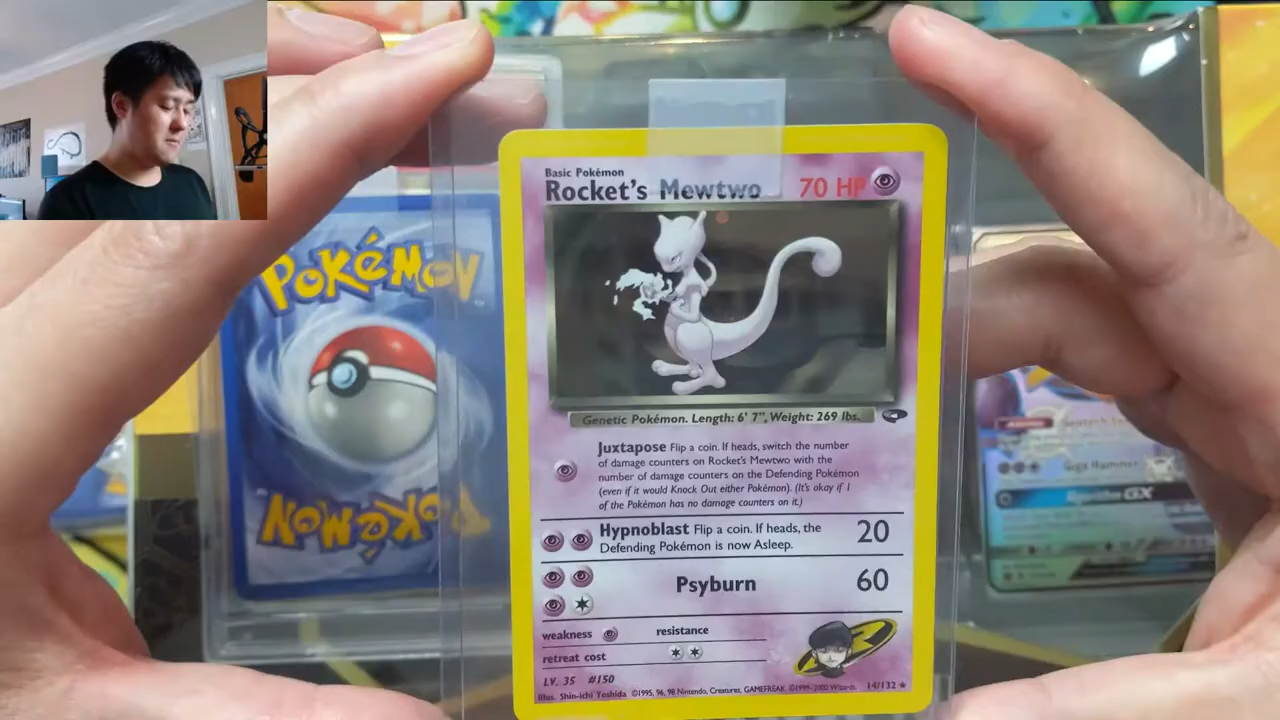 Basic Pokémon
Rocket's Mewtwo 70 HP
Genetic Pokémon. Length: 6' 7", Weight: 269 lbs.
Juxtapose Flip a coin. If heads, switch the number
of damage counters on Rocket's Mewtwo with the
number of damage counters on the Defending Pokémon
(even if it would Knock Out either Pokémon). (It's okay if 1
of the Pokémon has no damage counters on it.)
Hypnoblast Flip a coin. If heads, the 20
Defending Pokémon is now Asleep.
Psyburn 60
weakness resistance
retreat cost
LV. 35 #150
Illus. Shin-ichi Yoshida ©1995, 96, 98 Nintendo, Creatures, GAMEFREAK. ©1999-2000 Wizards. 14/132
POKéMON
POKéMON
Giga Hammer
GX